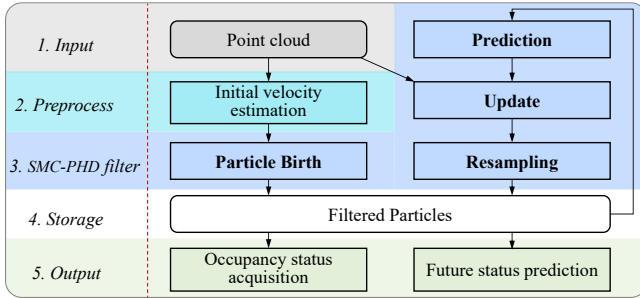 1. Input
Point cloud
Prediction
2. Preprocess
Initial velocity
estimation
Update
3. SMC-PHD filter
Particle Birth
Resampling
4. Storage
Filtered Particles
5. Output
Occupancy status
acquisition
Future status prediction